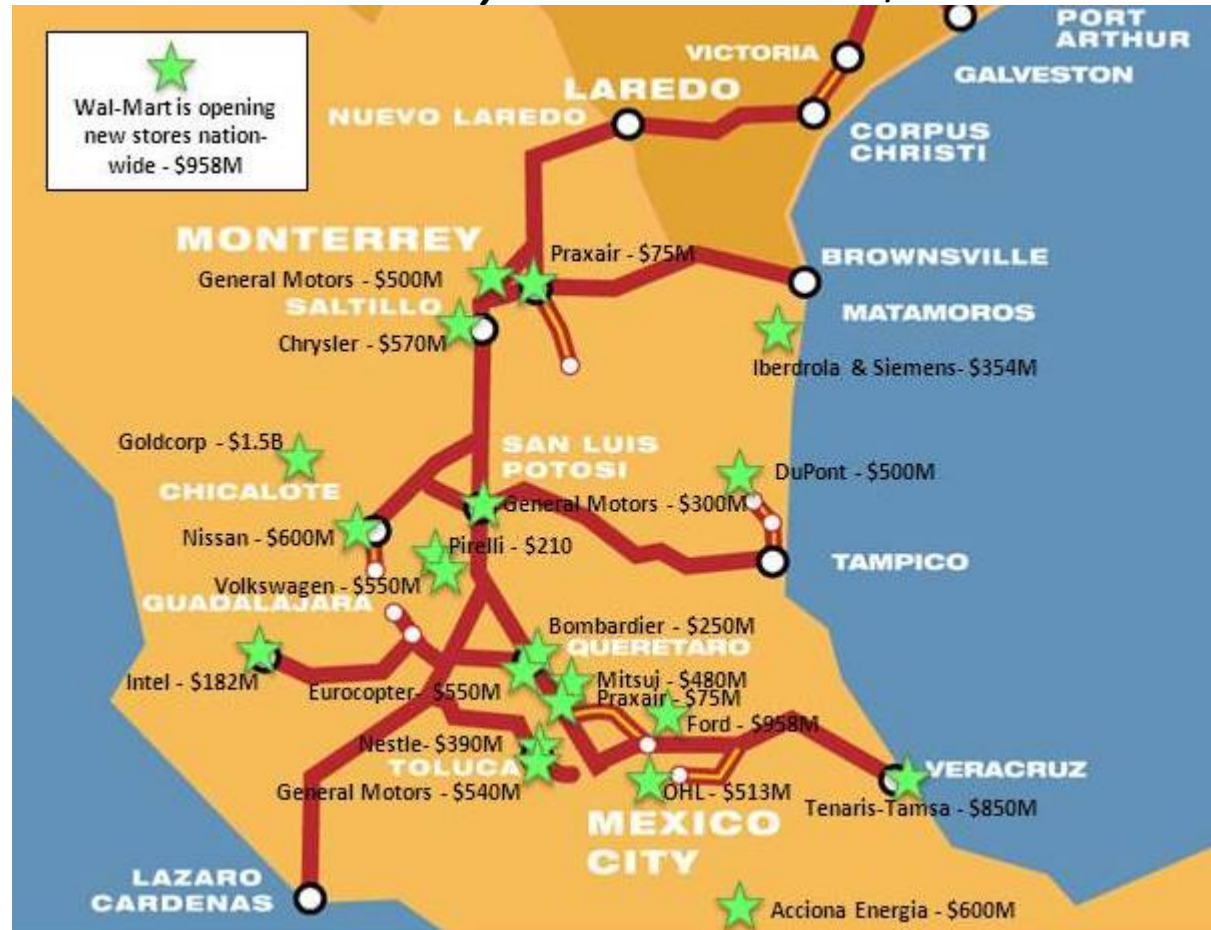 PORT
ARTHUR
VICTORIA
GALVESTON
Wal-Mart is opening
new stores nation-
wide - $958M
LAREDO
NUEVO LAREDO
CORPUS
CHRISTI
MONTERREY
Praxair - $75M
BROWNSVILLE
General Motors - $500M
SALTILLO
MATAMOROS
Chrysler - $570M
Iberdrola & Siemens- $354M
Goldcorp - $1.5B
SAN LUIS
POTOSI
DuPont - $500M
CHICALOTE
General Motors - $300M
Nissan - $600M
Pirelli - $210
TAMPICO
Volkswagen - $550M
GUADALAJARA
Bombardier - $250M
QUERETARO
Intel - $182M
Eurocopter- $550M
Mitsui - $480M
Praxair - $75M
Ford - $958M
Nestle- $390M
TOLUCA
VERACRUZ
General Motors - $540M
OHL - $513M
Tenaris-Tamsa - $850M
MEXICO
CITY
LAZARO
CARDENAS
Acciona Energia - $600M